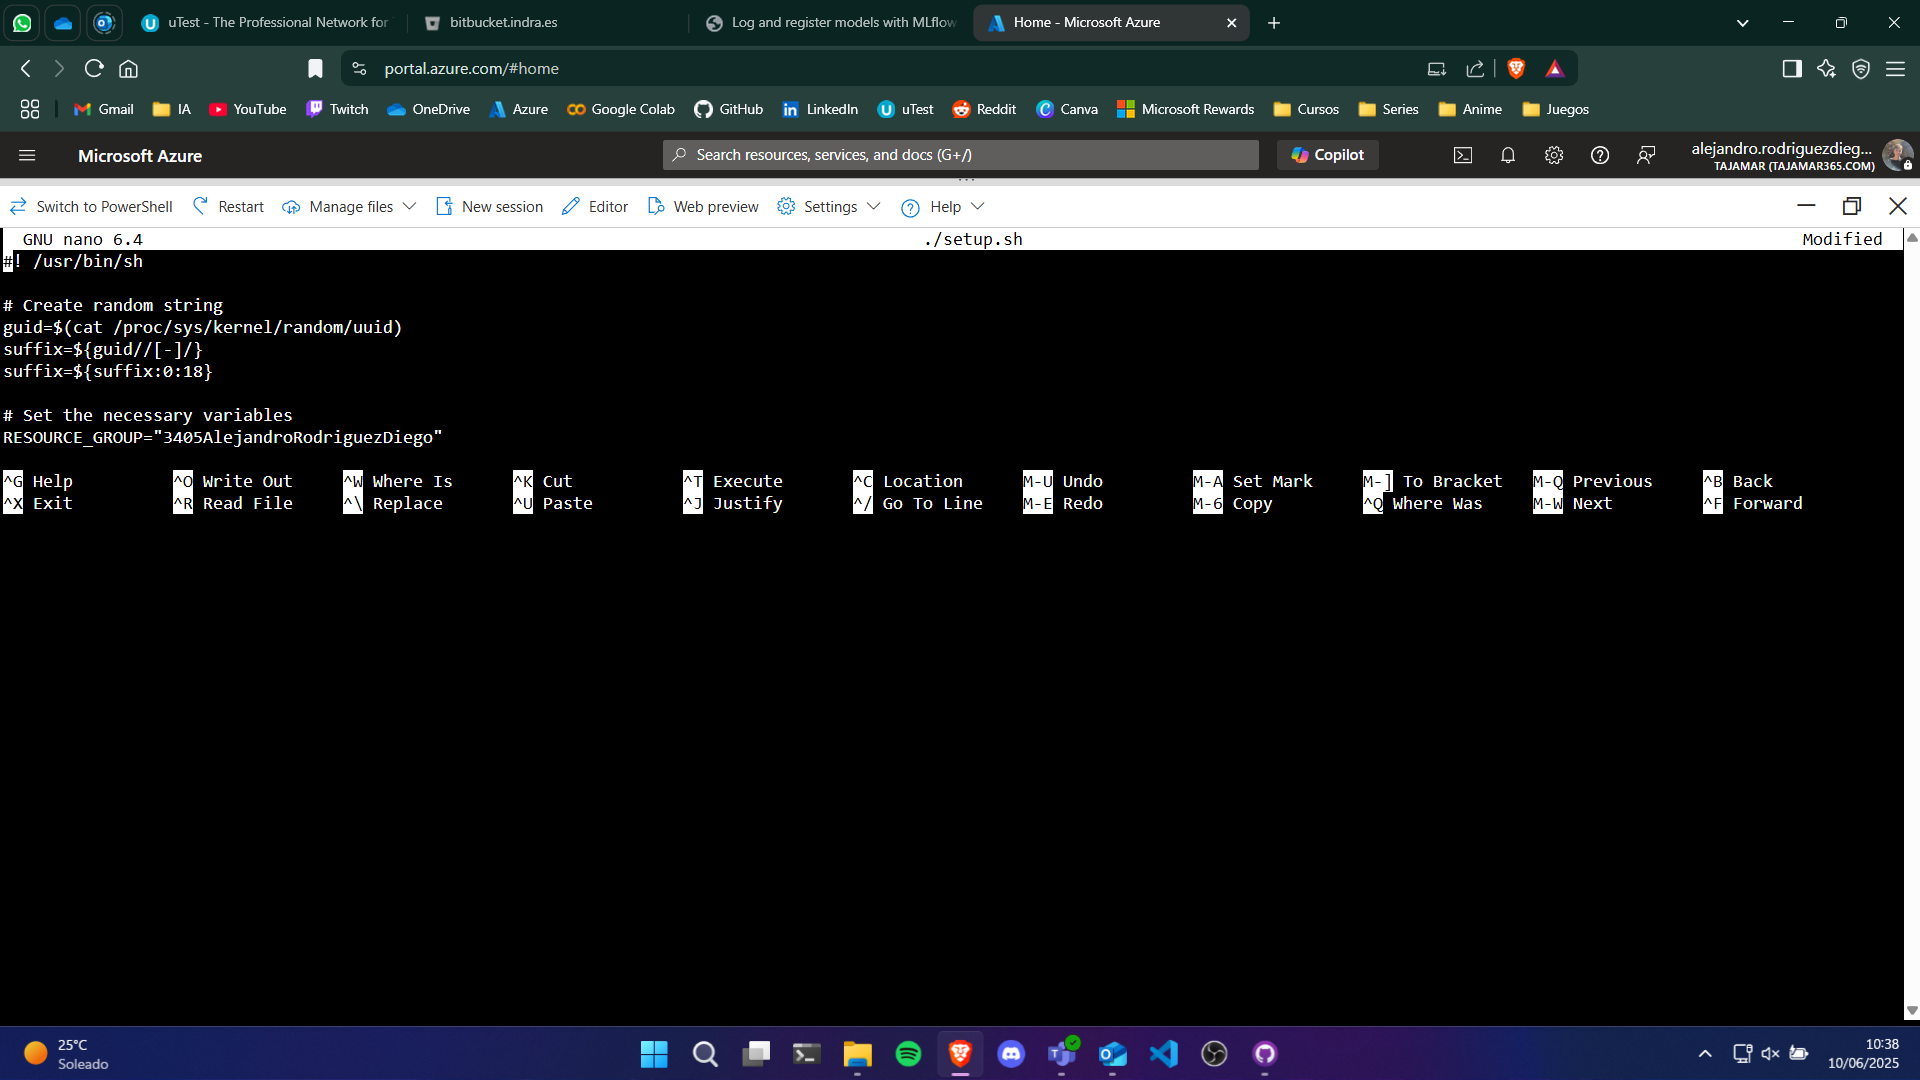 uTest - The Professional Network for
bitbucket.indra.es
Log and register models with MLflow
Home - Microsoft Azure
portal.azure.com/#home
Gmail
IA
YouTube
Twitch
OneDrive
Azure
Google Colab
GitHub
LinkedIn
uTest
Reddit
Canva
Microsoft Rewards
Cursos
Series
Anime
Juegos
Microsoft Azure
Search resources, services, and docs (G+/)
Copilot
alejandro.rodriguezdieg...
TAJAMAR (TAJAMAR365.COM)
Switch to PowerShell
Restart
Manage files
New session
Editor
Web preview
Settings
Help
GNU nano 6.4 ./setup.sh Modified
#! /usr/bin/sh
# Create random string
guid=$(cat /proc/sys/kernel/random/uuid)
suffix=${guid//[-]/}
suffix=${suffix:0:18}
# Set the necessary variables
RESOURCE_GROUP="3405AlejandroRodriguezDiego"
^G Help ^O Write Out ^W Where Is ^K Cut ^T Execute ^C Location M-U Undo M-A Set Mark M-] To Bracket M-Q Previous ^B Back
^X Exit ^R Read File ^\ Replace ^U Paste ^J Justify ^/ Go To Line M-E Redo M-6 Copy ^Q Where Was M-W Next ^F Forward
25°C
Soleado
10:38
10/06/2025